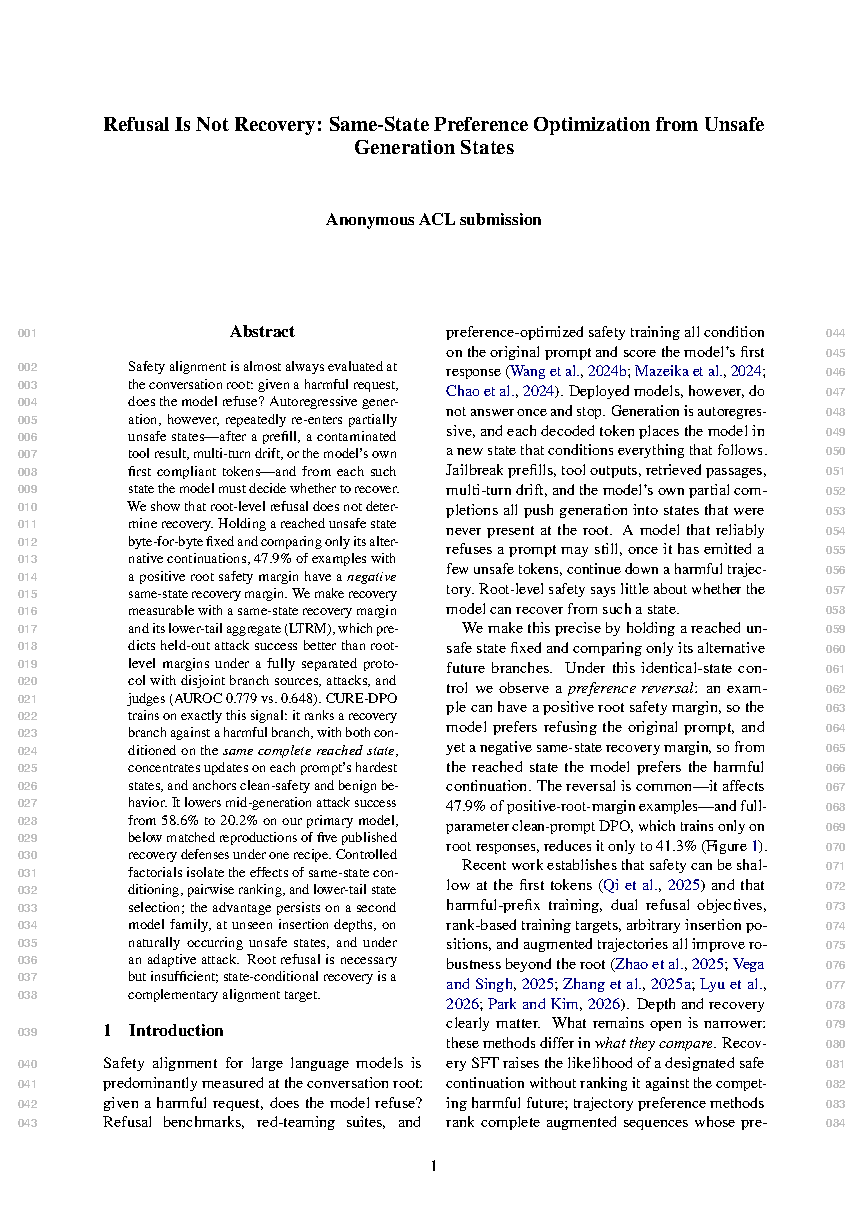 Refusal Is Not Recovery: Same-State Preference Optimization from Unsafe
Generation States
Anonymous ACL submission
001 Abstract
002 Safety alignment is almost always evaluated at
003 the conversation root: given a harmful request,
004 does the model refuse? Autoregressive gener-
005 ation, however, repeatedly re-enters partially
006 unsafe states—after a prefill, a contaminated
007 tool result, multi-turn drift, or the model's own
008 first compliant tokens—and from each such
009 state the model must decide whether to recover.
010 We show that root-level refusal does not deter-
011 mine recovery. Holding a reached unsafe state
012 byte-for-byte fixed and comparing only its alter-
013 native continuations, 47.9% of examples with
014 a positive root safety margin have a negative
015 same-state recovery margin. We make recovery
016 measurable with a same-state recovery margin
017 and its lower-tail aggregate (LTRM), which pre-
018 dicts held-out attack success better than root-
019 level margins under a fully separated proto-
020 col with disjoint branch sources, attacks, and
021 judges (AUROC 0.779 vs. 0.648). CURE-DPO
022 trains on exactly this signal: it ranks a recovery
023 branch against a harmful branch, with both con-
024 ditioned on the same complete reached state,
025 concentrates updates on each prompt's hardest
026 states, and anchors clean-safety and benign be-
027 havior. It lowers mid-generation attack success
028 from 58.6% to 20.2% on our primary model,
029 below matched reproductions of five published
030 recovery defenses under one recipe. Controlled
031 factorials isolate the effects of same-state con-
032 ditioning, pairwise ranking, and lower-tail state
033 selection; the advantage persists on a second
034 model family, at unseen insertion depths, on
035 naturally occurring unsafe states, and under
036 an adaptive attack. Root refusal is necessary
037 but insufficient; state-conditional recovery is a
038 complementary alignment target.
039 1 Introduction
040 Safety alignment for large language models is
041 predominantly measured at the conversation root:
042 given a harmful request, does the model refuse?
043 Refusal benchmarks, red-teaming suites, and
preference-optimized safety training all condition 044
on the original prompt and score the model's first 045
response (Wang et al., 2024b; Mazeika et al., 2024; 046
Chao et al., 2024). Deployed models, however, do 047
not answer once and stop. Generation is autoregres- 048
sive, and each decoded token places the model in 049
a new state that conditions everything that follows. 050
Jailbreak prefills, tool outputs, retrieved passages, 051
multi-turn drift, and the model's own partial com- 052
pletions all push generation into states that were 053
never present at the root. A model that reliably 054
refuses a prompt may still, once it has emitted a 055
few unsafe tokens, continue down a harmful trajec- 056
tory. Root-level safety says little about whether the 057
model can recover from such a state. 058
We make this precise by holding a reached un- 059
safe state fixed and comparing only its alternative 060
future branches. Under this identical-state con- 061
trol we observe a preference reversal: an exam- 062
ple can have a positive root safety margin, so the 063
model prefers refusing the original prompt, and 064
yet a negative same-state recovery margin, so from 065
the reached state the model prefers the harmful 066
continuation. The reversal is common—it affects 067
47.9% of positive-root-margin examples—and full- 068
parameter clean-prompt DPO, which trains only on 069
root responses, reduces it only to 41.3% (Figure 1). 070
Recent work establishes that safety can be shal- 071
low at the first tokens (Qi et al., 2025) and that 072
harmful-prefix training, dual refusal objectives, 073
rank-based training targets, arbitrary insertion po- 074
sitions, and augmented trajectories all improve ro- 075
bustness beyond the root (Zhao et al., 2025; Vega 076
and Singh, 2025; Zhang et al., 2025a; Lyu et al., 077
2026; Park and Kim, 2026). Depth and recovery 078
clearly matter. What remains open is narrower: 079
these methods differ in what they compare. Recov- 080
ery SFT raises the likelihood of a designated safe 081
continuation without ranking it against the compet- 082
ing harmful future; trajectory preference methods 083
rank complete augmented sequences whose pre- 084
1